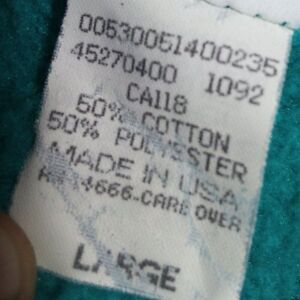 00530051400235
45270400 1092
CA118
50% COTTON
50% POLYESTER
MADE IN USA
4666-CARE OVER
LARGE